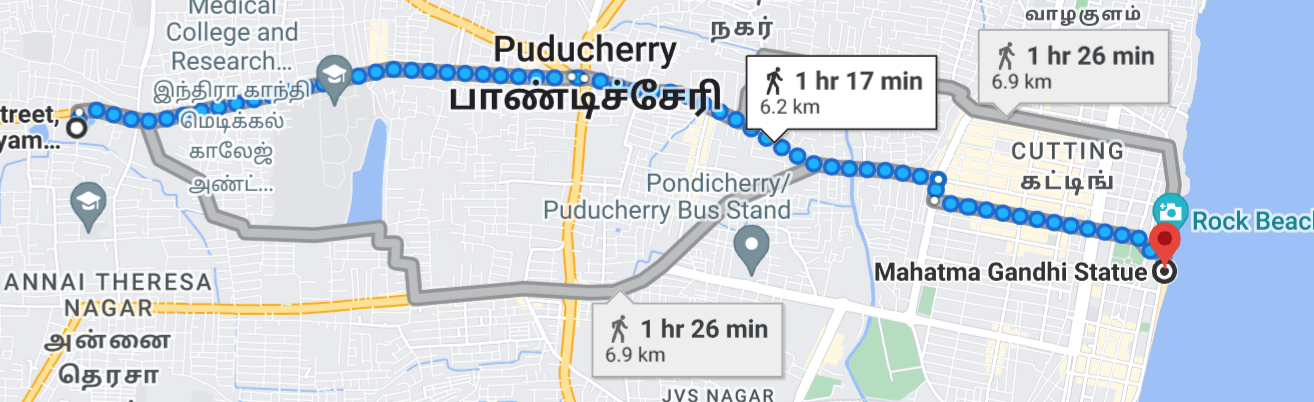 Medical
College and
Research...
இந்திரா காந்தி
மெடிக்கல்
காலேஜ்
அண்ட்...
Puducherry
பாண்டிச்சேரி
நகர்
வாழகுளம்
1 hr 26 min
6.9 km
1 hr 17 min
6.2 km
treet,
yam...
CUTTING
கட்டிங்
Pondicherry/
Puducherry Bus Stand
Rock Beac
Mahatma Gandhi Statue
ANNAI THERESA
NAGAR
அன்னை
தெரசா
1 hr 26 min
6.9 km
JVS NAGAR